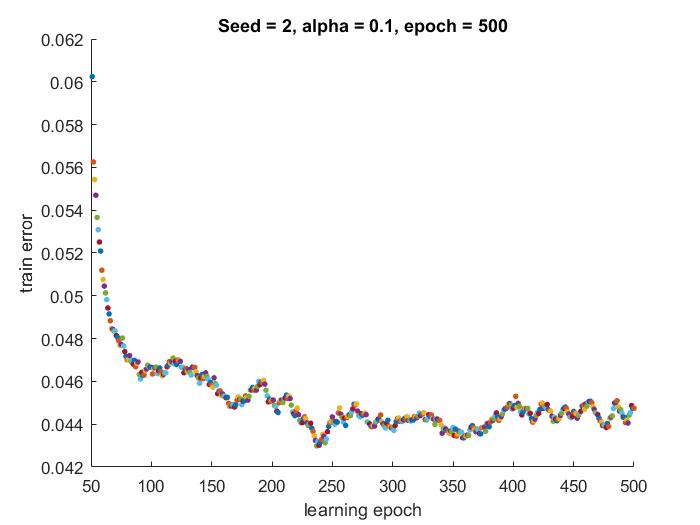 Seed = 2, alpha = 0.1, epoch = 500
0.062
0.06
0.058
0.056
0.054
0.052
0.05
0.048
0.046
0.044
0.042
train error
50 100 150 200 250 300 350 400 450 500
learning epoch